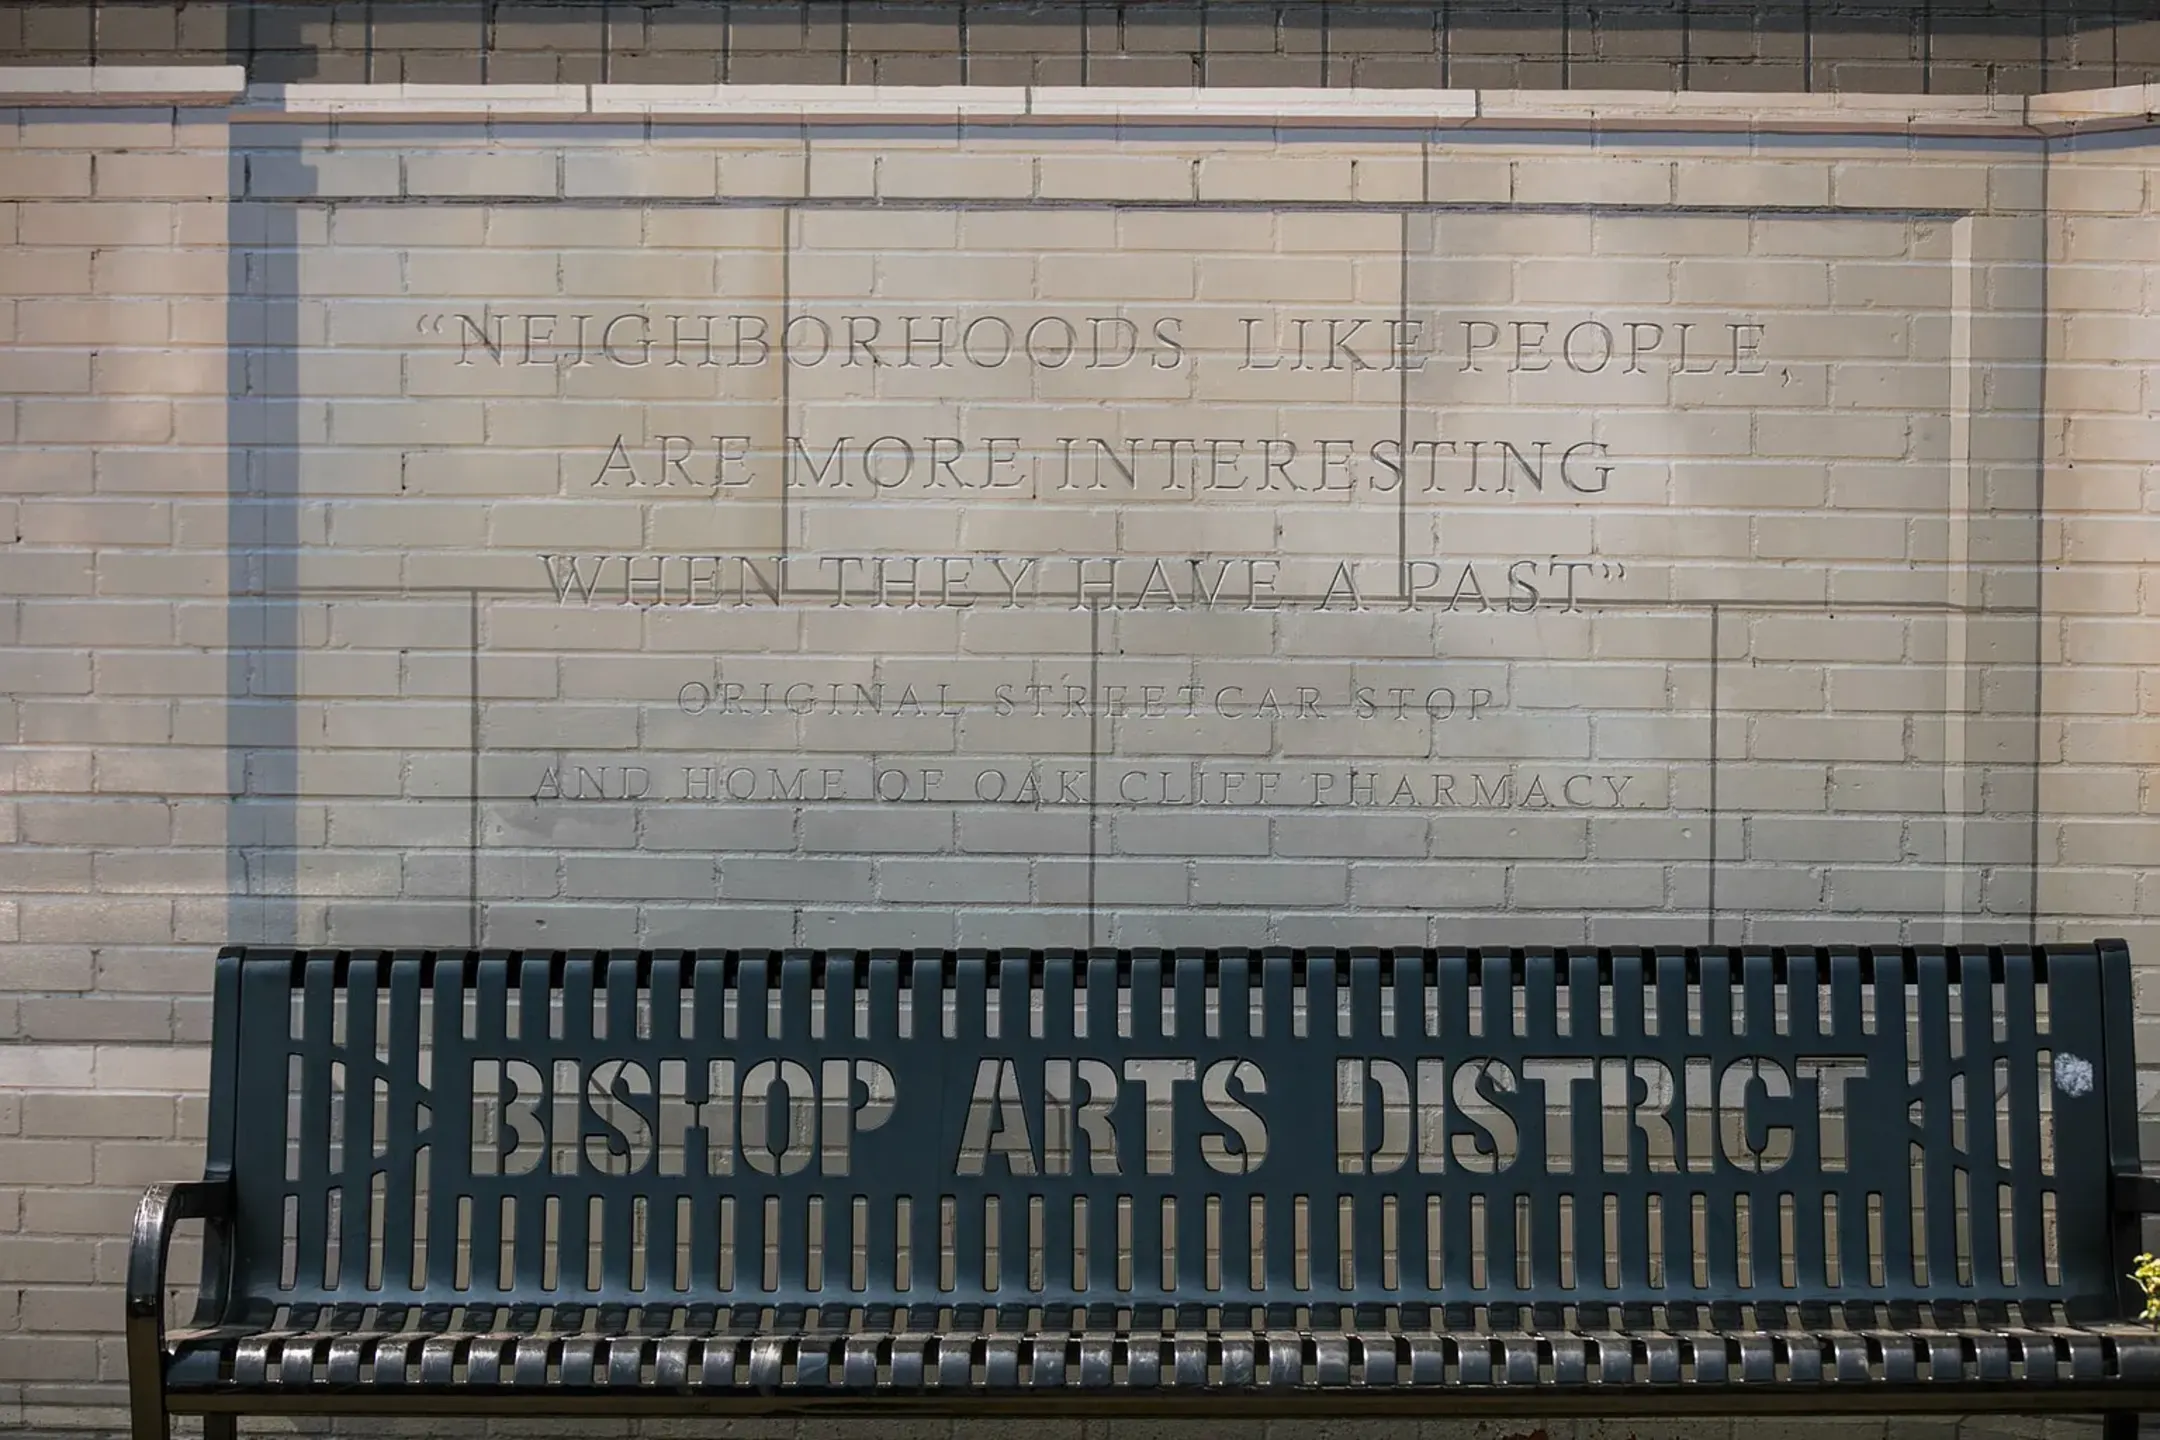 “NEIGHBORHOODS LIKE PEOPLE,
ARE MORE INTERESTING
WHEN THEY HAVE A PAST”
ORIGINAL STREETCAR STOP
AND HOME OF OAK CLIFF PHARMACY.
BISHOP ARTS DISTRICT